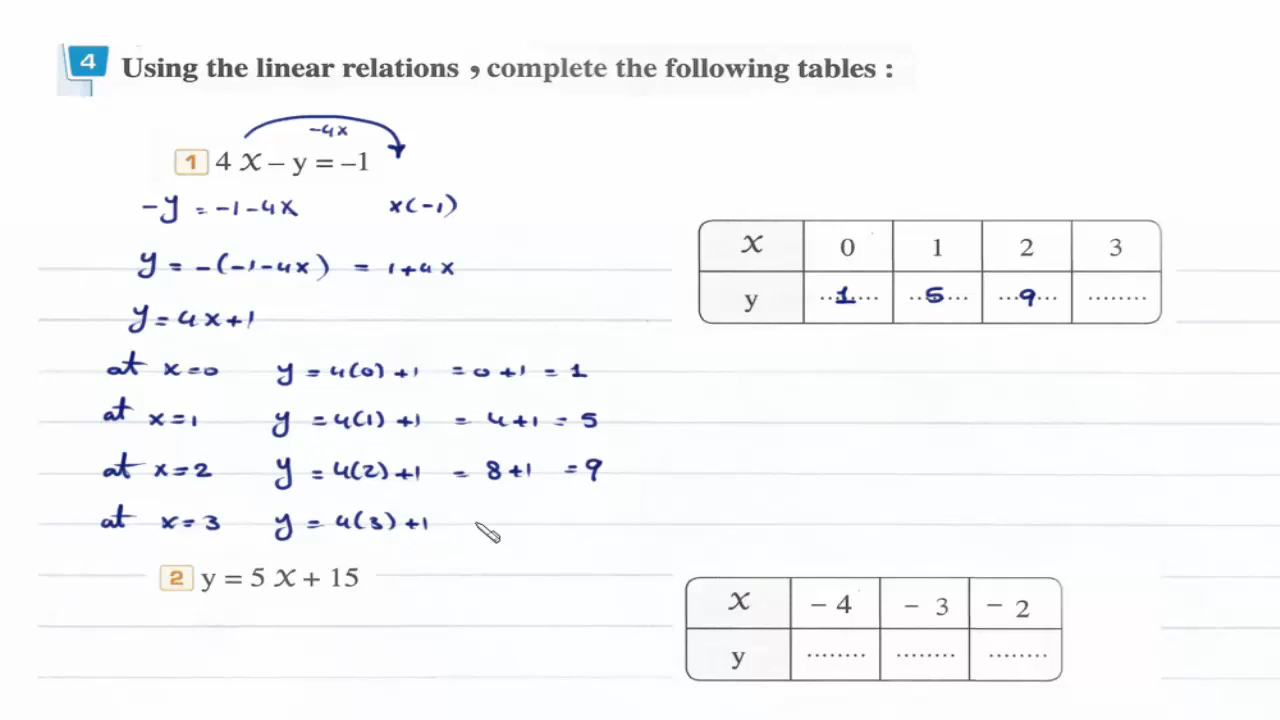 4 Using the linear relations , complete the following tables :
-4x
1 4 x – y = –1
-y = -1-4x x(-1)
y = -(-1-4x) = 1+4x
y = 4x+1
x 0 1 2 3
y ...1.... ..5.... ...9... ........
at x=0 y = 4(0)+1 =0+1 = 1
at x=1 y = 4(1)+1 = 4+1 = 5
at x=2 y = 4(2)+1 = 8+1 =9
at x=3 y = 4(3)+1
2 y = 5 x + 15
x – 4 – 3 – 2
y ........ ........ ........